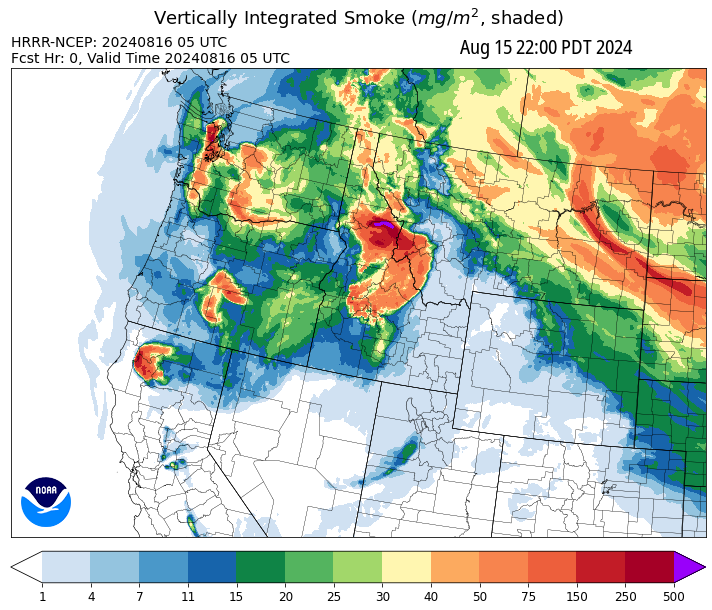 Vertically Integrated Smoke (mg/m², shaded)
HRRR-NCEP: 20240816 05 UTC
Aug 15 22:00 PDT 2024
Fcst Hr: 0, Valid Time 20240816 05 UTC
NOAA
1 4 7 11 15 20 25 30 40 50 75 150 250 500